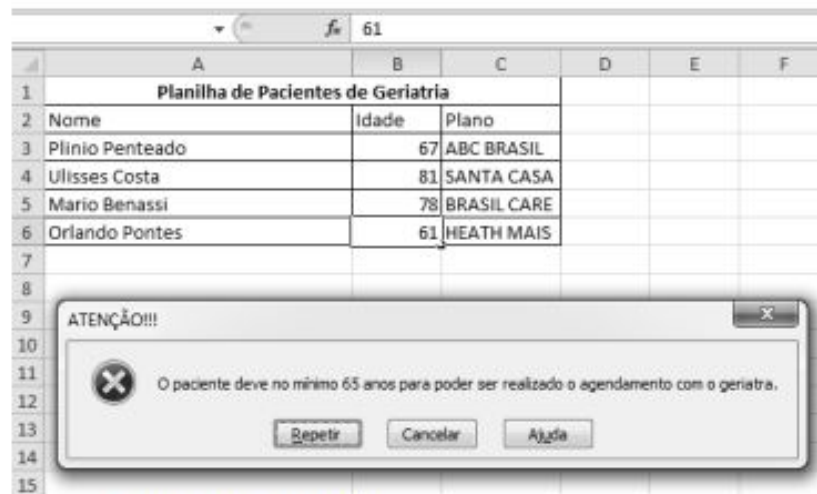 fx 61
A B C D E F
1 Planilha de Pacientes de Geriatria
2 Nome Idade Plano
3 Plinio Penteado 67 ABC BRASIL
4 Ulisses Costa 81 SANTA CASA
5 Mario Benassi 78 BRASIL CARE
6 Orlando Pontes 61 HEATH MAIS
7
8
9
10
11
12
13
14
15
ATENÇÃO!!!
O paciente deve no mínimo 65 anos para poder ser realizado o agendamento com o geriatra.
Repetir Cancelar Ajuda